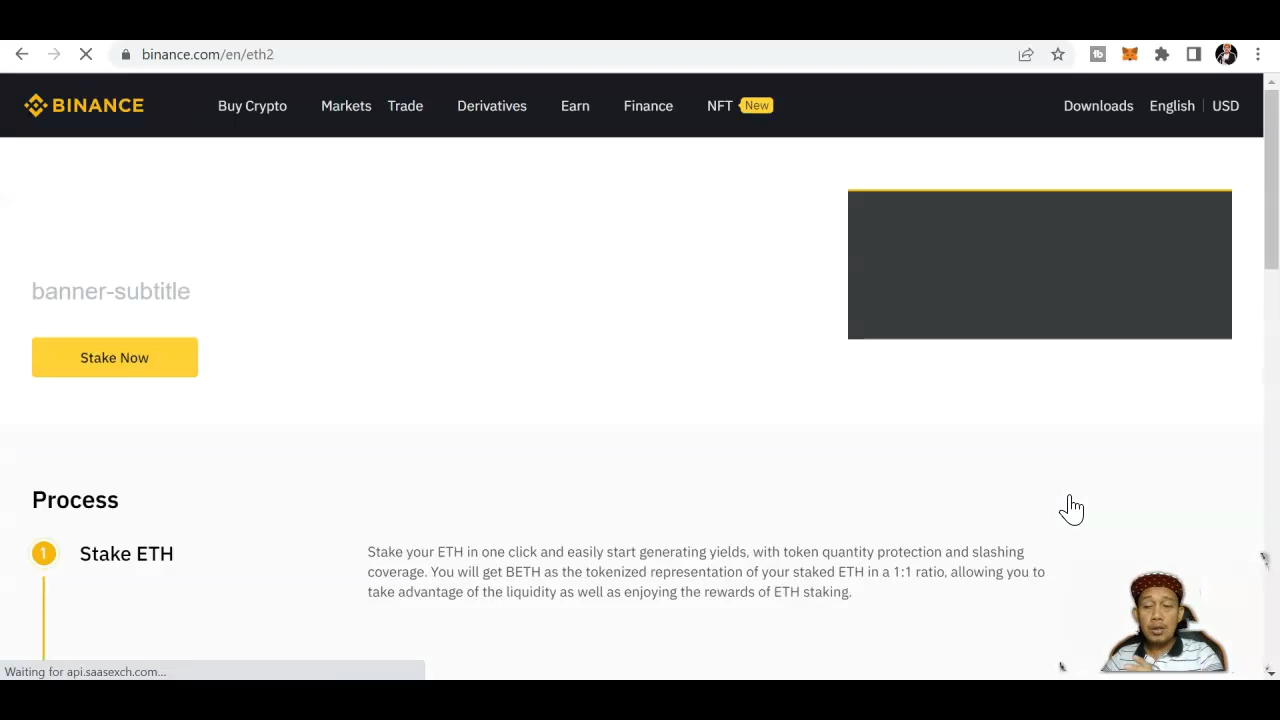 binance.com/en/eth2
BINANCE Buy Crypto Markets Trade Derivatives Earn Finance NFT New Downloads English USD
banner-subtitle
Stake Now
Process
1 Stake ETH
Stake your ETH in one click and easily start generating yields, with token quantity protection and slashing
coverage. You will get BETH as the tokenized representation of your staked ETH in a 1:1 ratio, allowing you to
take advantage of the liquidity as well as enjoying the rewards of ETH staking.
Waiting for api.saasexch.com...